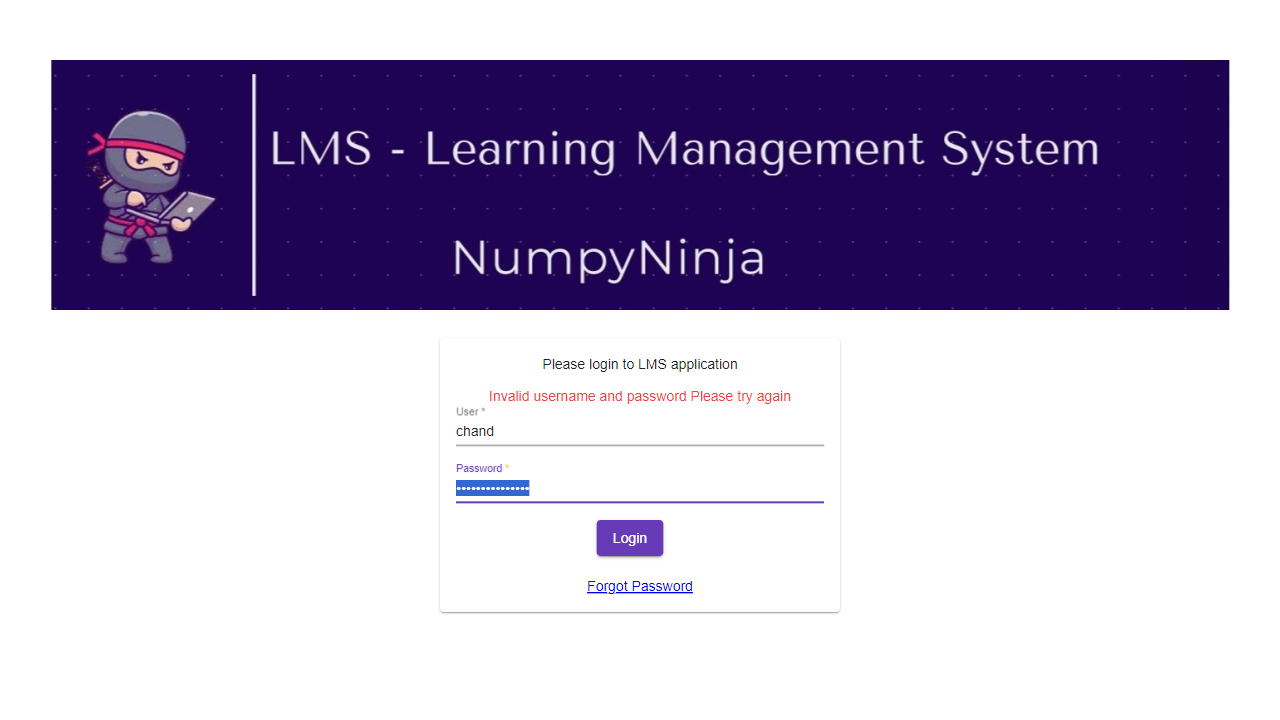 LMS - Learning Management System
NumpyNinja
Please login to LMS application
Invalid username and password Please try again
User *
chand
Password *
•••••••••••••••
Login
Forgot Password